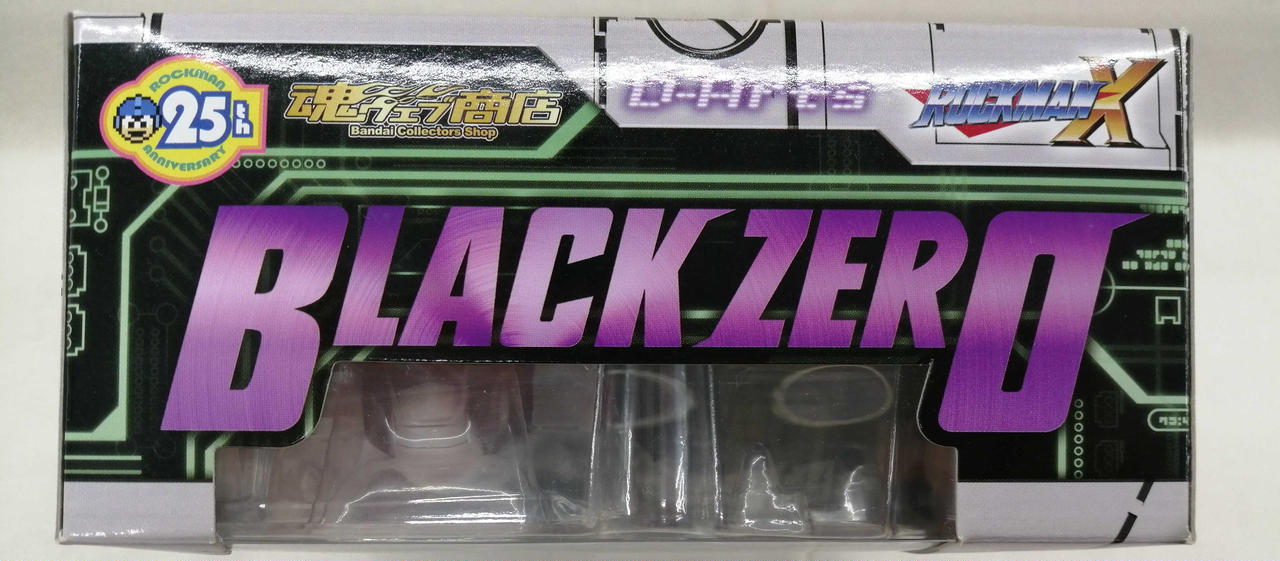 ROCKMAN
25th
ANNIVERSARY
魂ウェブ商店
Bandai Collectors Shop
D-Arts
ROCKMAN X
BLACK ZERO